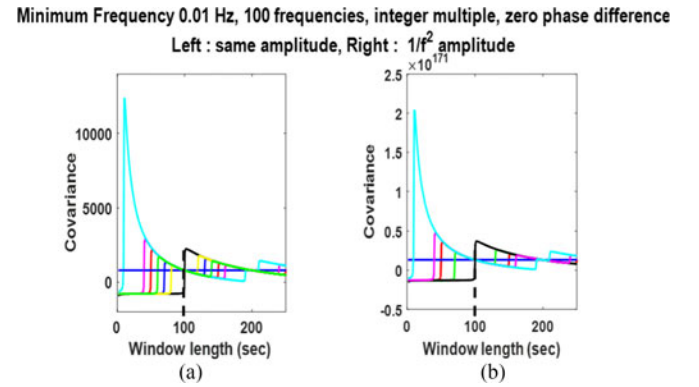 Minimum Frequency 0.01 Hz, 100 frequencies, integer multiple, zero phase difference
Left : same amplitude, Right : 1/f² amplitude
×10¹⁷¹
Covariance
10000
5000
0
0
100
200
Window length (sec)
(a)
Covariance
2.5
2
1.5
1
0.5
0
-0.5
0
100
200
Window length (sec)
(b)